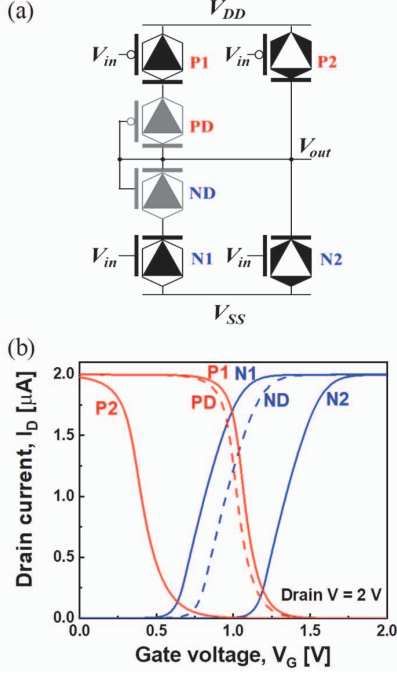 (a)
V_DD
V_in P1 V_in P2
PD
V_out
ND
V_in N1 V_in N2
V_SS
(b)
2.0 P1 N1
P2 PD ND N2
1.5
1.0
0.5
Drain V = 2 V
0.0
0.0 0.5 1.0 1.5 2.0
Drain current, I_D [µA]
Gate voltage, V_G [V]